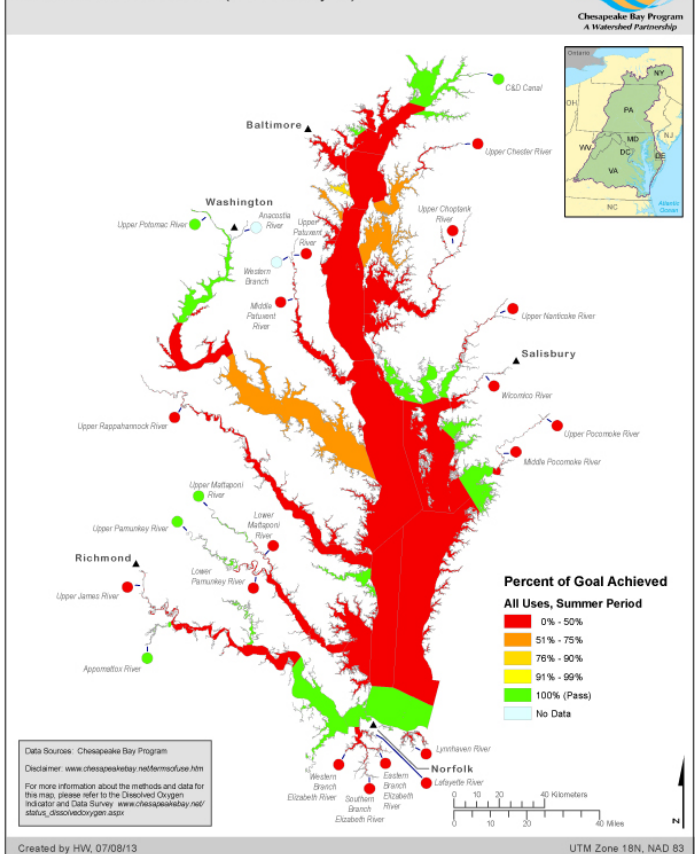 Chesapeake Bay Program
A Watershed Partnership
Ontario
NY
OH
PA
NJ
MD
WV
DC
DE
VA
Atlantic
Ocean
NC
C&D Canal
Baltimore
Upper Chester River
Washington
Upper Potomac River
Anacostia
River
Upper
Patuxent
River
Upper Choptank
River
Western
Branch
Middle
Patuxent
River
Upper Nanticoke River
Salisbury
Wicomico River
Upper Rappahannock River
Upper Pocomoke River
Middle Pocomoke River
Upper Mattaponi
River
Upper Pamunkey River
Lower
Mattaponi
River
Richmond
Lower
Pamunkey River
Upper James River
Appomattox River
Percent of Goal Achieved
All Uses, Summer Period
0% - 50%
51% - 75%
76% - 90%
91% - 99%
100% (Pass)
No Data
Lynnhaven River
Norfolk
Lafayette River
Western
Branch
Elizabeth River
Southern
Branch
Elizabeth River
Eastern
Branch
Elizabeth
River
Data Sources: Chesapeake Bay Program
Disclaimer: www.chesapeakebay.net/termsofuse.htm
For more information about the methods and data for
this map, please refer to the Dissolved Oxygen
Indicator and Data Survey www.chesapeakebay.net/
status_dissolvedoxygen.aspx
0 10 20 40 Kilometers
0 10 20 40 Miles
N
Created by HW, 07/08/13
UTM Zone 18N, NAD 83